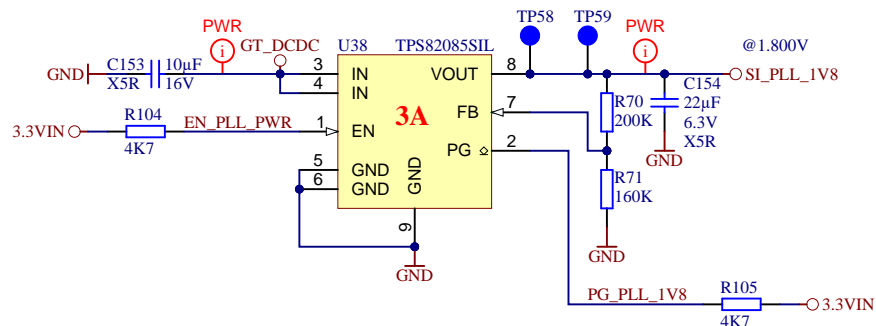 TP58
TP59
PWR
PWR
GT_DCDC
U38
TPS82085SIL
@1.800V
GND
C153
10µF
X5R
16V
3
IN
4
IN
VOUT
8
SI_PLL_1V8
C154
22µF
6.3V
X5R
GND
FB
7
R70
200K
3A
3.3VIN
R104
4K7
EN_PLL_PWR
1
EN
PG
2
5
GND
6
GND
GND
9
GND
R71
160K
GND
PG_PLL_1V8
R105
4K7
3.3VIN
i
i